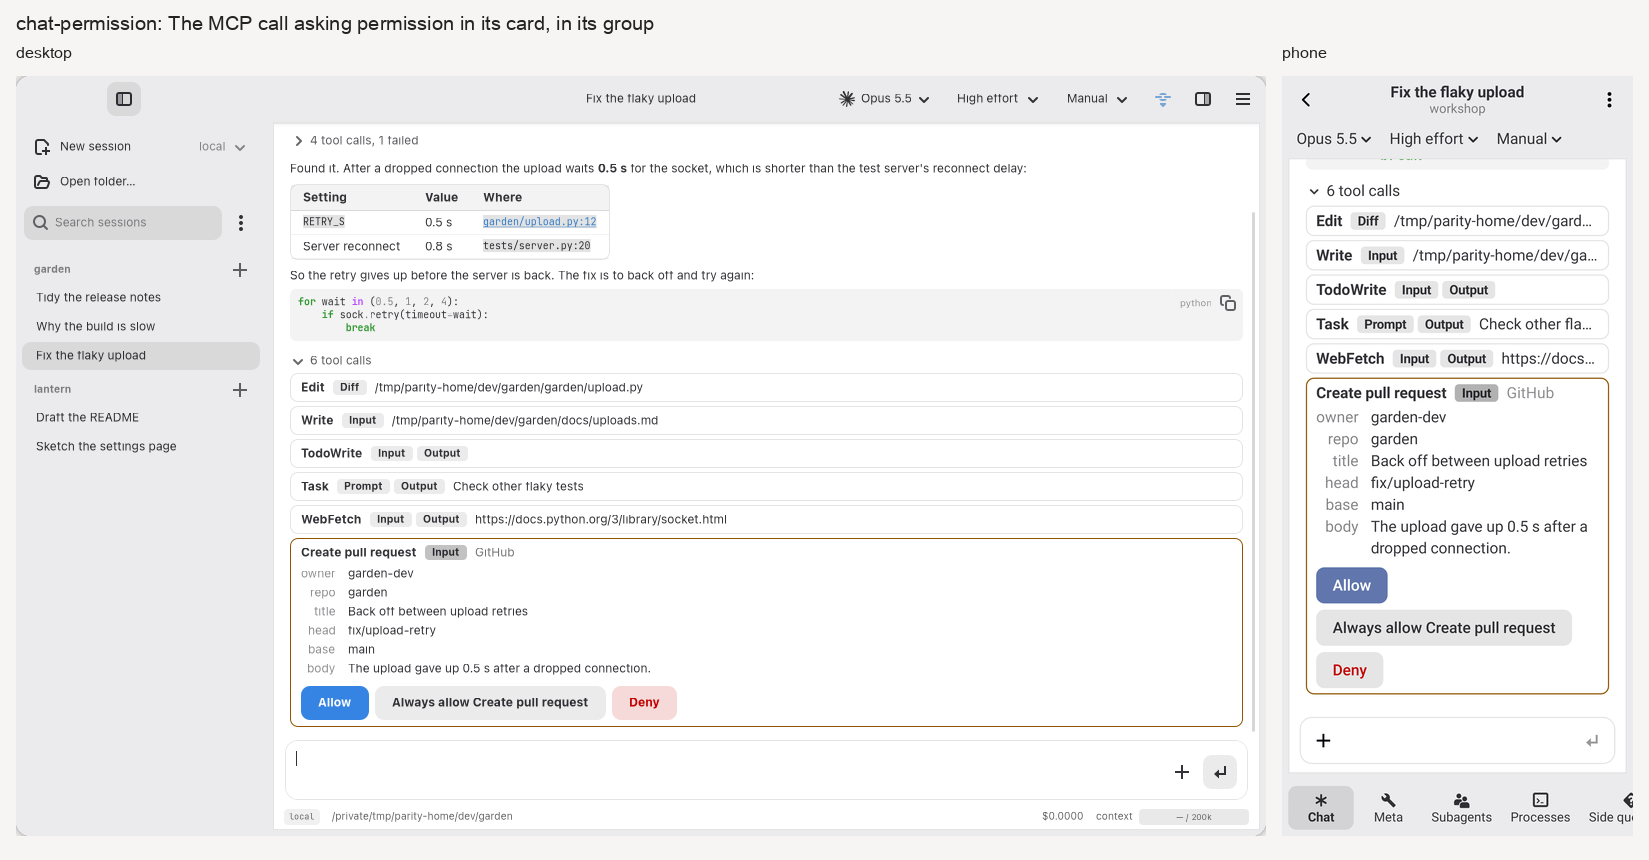 chat-permission: The MCP call asking permission in its card, in its group
desktop
Fix the flaky upload
Opus 5.5
High effort
Manual
New session
local
Open folder...
Search sessions
garden
Tidy the release notes
Why the build is slow
Fix the flaky upload
lantern
Draft the README
Sketch the settings page
4 tool calls, 1 failed
Found it. After a dropped connection the upload waits 0.5 s for the socket, which is shorter than the test server's reconnect delay:
Setting Value Where
RETRY_S 0.5 s garden/upload.py:12
Server reconnect 0.8 s tests/server.py:20
So the retry gives up before the server is back. The fix is to back off and try again:
for wait in (0.5, 1, 2, 4):
if sock.retry(timeout=wait):
break
python
6 tool calls
Edit Diff /tmp/parity-home/dev/garden/garden/upload.py
Write Input /tmp/parity-home/dev/garden/docs/uploads.md
TodoWrite Input Output
Task Prompt Output Check other flaky tests
WebFetch Input Output https://docs.python.org/3/library/socket.html
Create pull request Input GitHub
owner garden-dev
repo garden
title Back off between upload retries
head fix/upload-retry
base main
body The upload gave up 0.5 s after a dropped connection.
Allow Always allow Create pull request Deny
local /private/tmp/parity-home/dev/garden
$0.0000 context — / 200k
phone
Fix the flaky upload
workshop
Opus 5.5 High effort Manual
6 tool calls
Edit Diff /tmp/parity-home/dev/gard...
Write Input /tmp/parity-home/dev/ga...
TodoWrite Input Output
Task Prompt Output Check other fla...
WebFetch Input Output https://docs...
Create pull request Input GitHub
owner garden-dev
repo garden
title Back off between upload retries
head fix/upload-retry
base main
body The upload gave up 0.5 s after a
dropped connection.
Allow
Always allow Create pull request
Deny
Chat Meta Subagents Processes Side qu